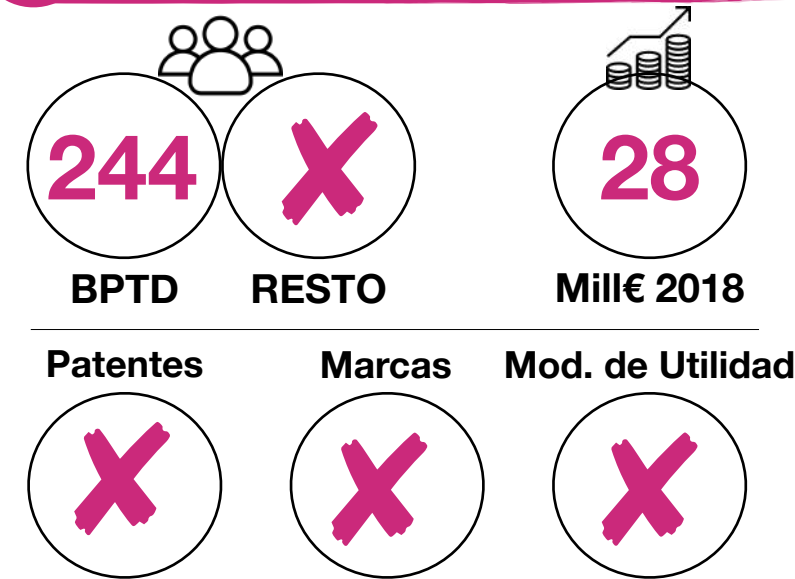 244
28
BPTD RESTO Mill€ 2018
Patentes Marcas Mod. de Utilidad